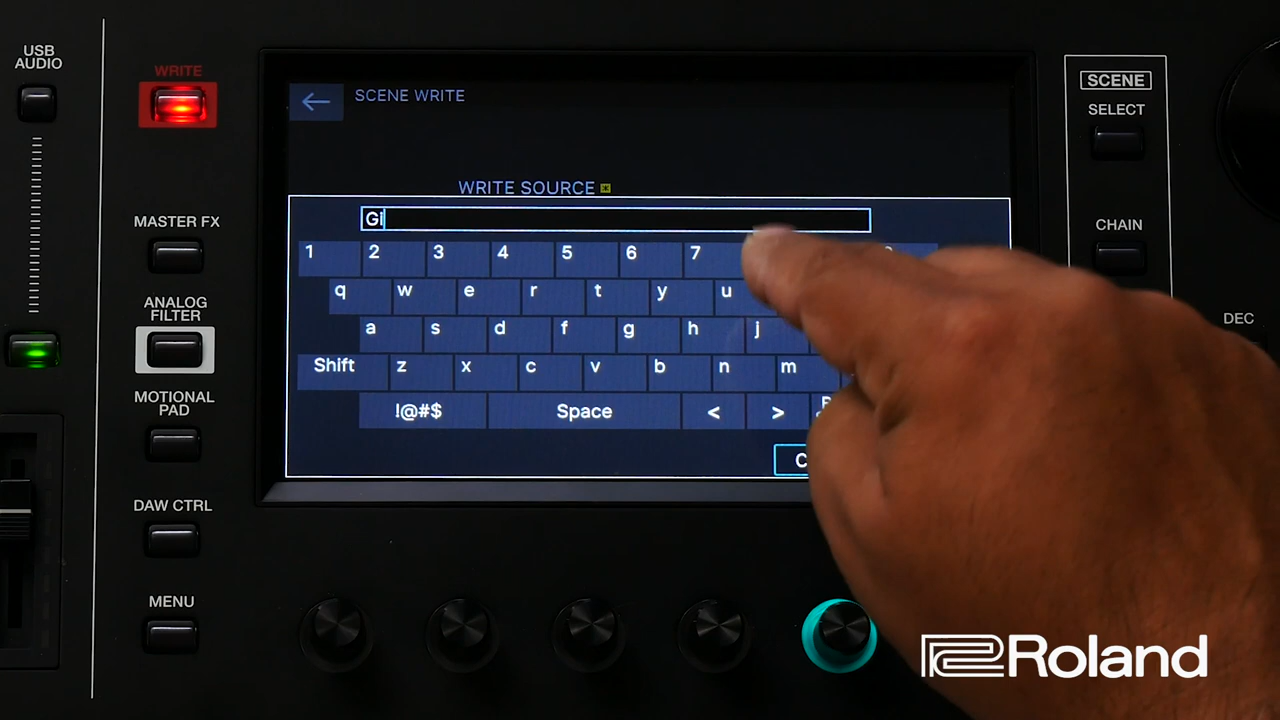 USB
AUDIO
WRITE
SCENE WRITE
SCENE
SELECT
WRITE SOURCE
Gi
MASTER FX
1 2 3 4 5 6 7
CHAIN
q w e r t y u
ANALOG
FILTER
a s d f g h j
DEC
Shift z x c v b n m
MOTIONAL
PAD
!@#$ Space < >
C
DAW CTRL
MENU
Roland